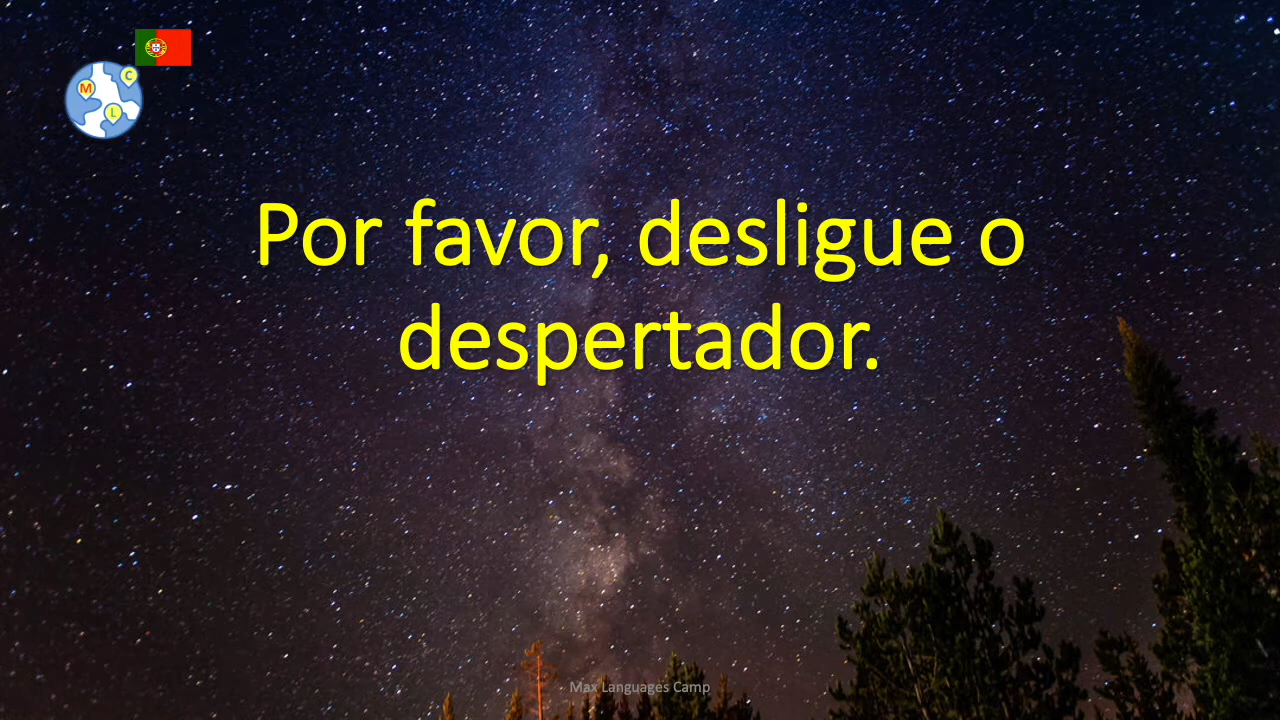 M
C
L
Por favor, desligue o
despertador.
Max Languages Camp